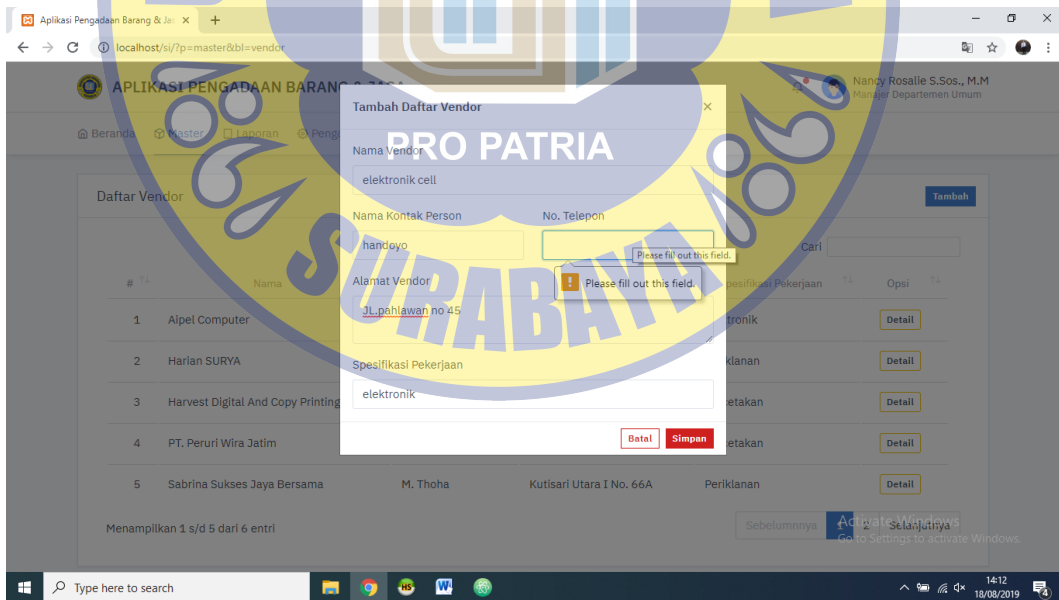 Aplikasi Pengadaan Barang & Jas
localhost/si/?p=master&bl=vendor
APLIKASI PENGADAAN BARANG & JASA
Nancy Rosalie S.Sos., M.M
Manajer Departemen Umum
Beranda Master Laporan Penga
Tambah Daftar Vendor
PRO PATRIA
SURABAYA
Nama Vendor
elektronik cell
Daftar Vendor
Tambah
Nama Kontak Person No. Telepon
handoyo
Please fill out this field.
Cari
Alamat Vendor
Please fill out this field.
# Nama Spesifikasi Pekerjaan Opsi
JL.pahlawan no 45
1 Aipel Computer tronik Detail
2 Harlan SURYA klanan Detail
Spesifikasi Pekerjaan
elektronik
3 Harvest Digital And Copy Printing etakan Detail
Batal Simpan
4 PT. Peruri Wira Jatim etakan Detail
5 Sabrina Sukses Jaya Bersama M. Thoha Kutisari Utara I No. 66A Periklanan Detail
Menampilkan 1 s/d 5 dari 6 entri
Sebelumnnya 1 2 Selanjutnya
Activate Windows
Go to Settings to activate Windows.
Type here to search
HS
W
14:12
18/08/2019
4